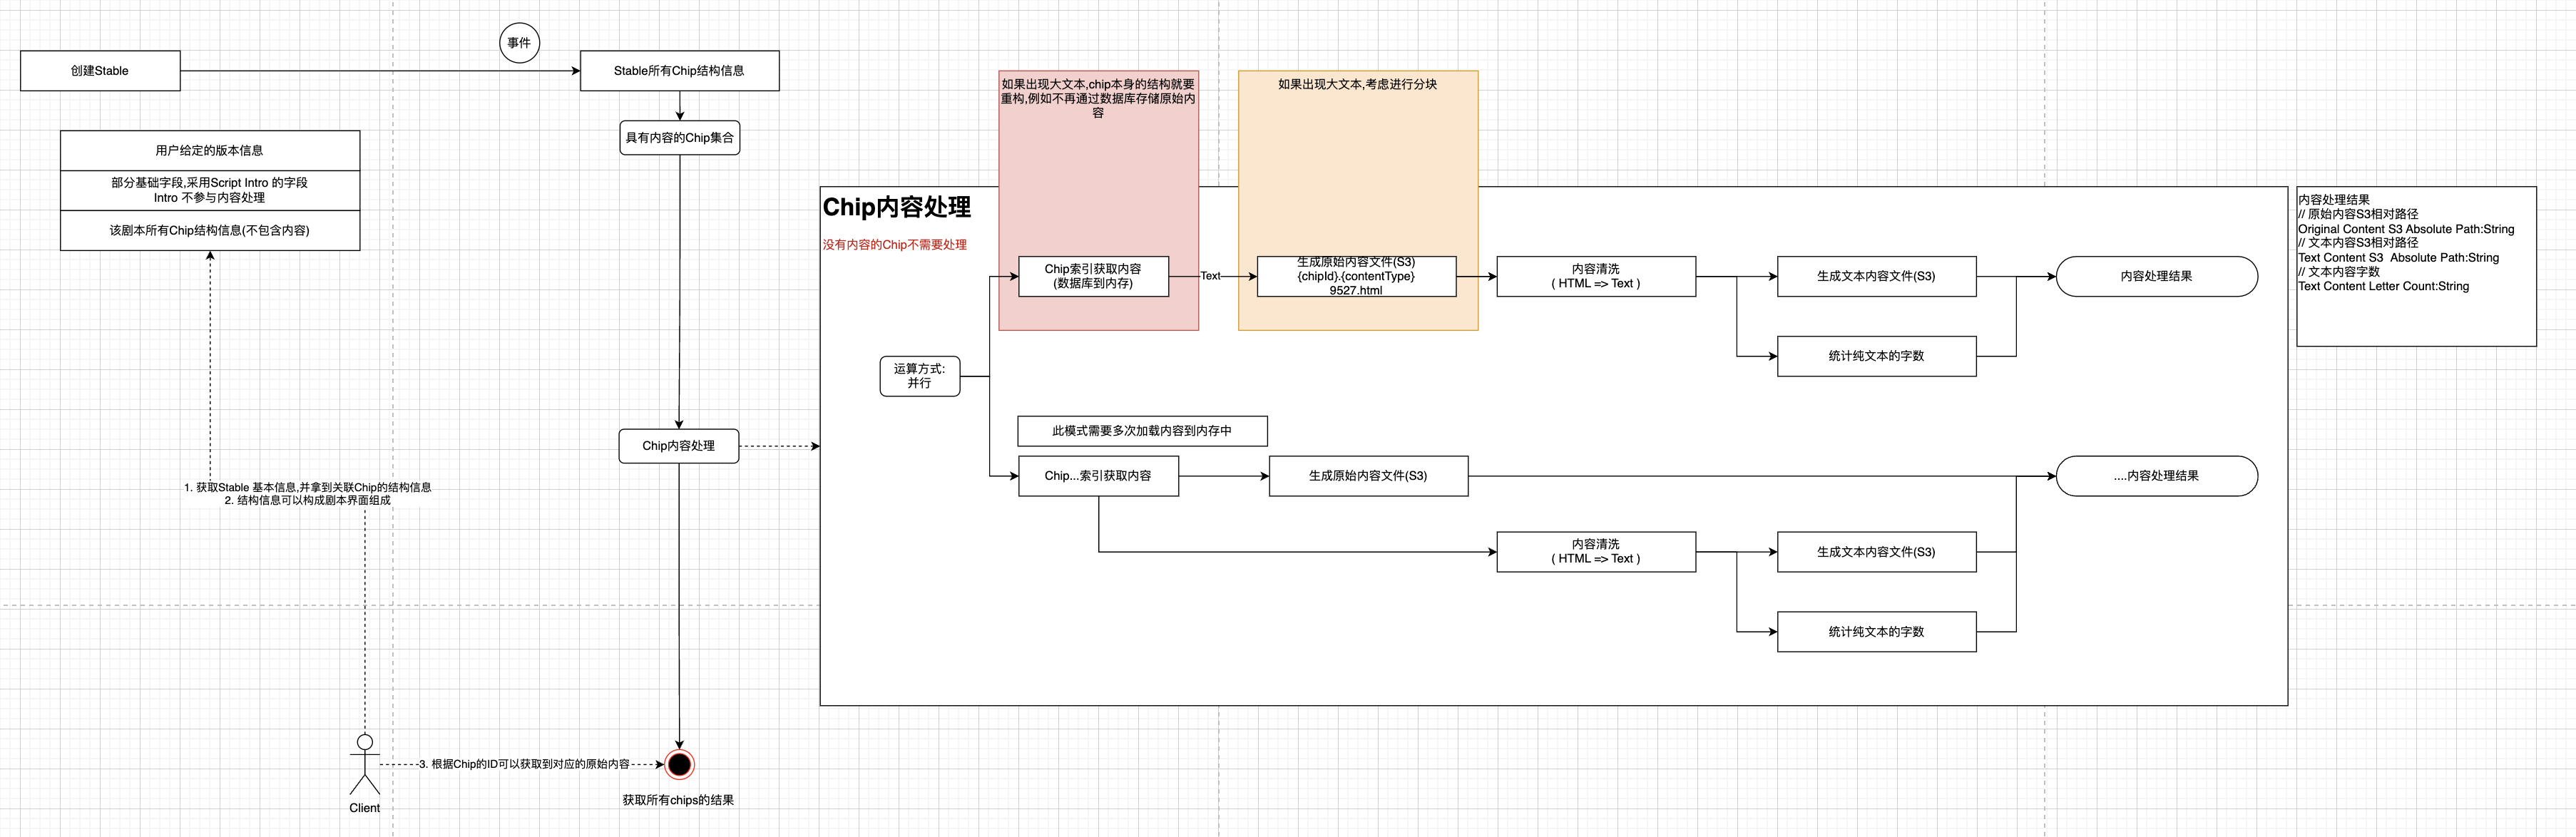 事件
创建Stable
Stable所有Chip结构信息
具有内容的Chip集合
用户给定的版本信息
部分基础字段,采用Script Intro 的字段
Intro 不参与内容处理
该剧本所有Chip结构信息(不包含内容)
1. 获取Stable 基本信息,并拿到关联Chip的结构信息
2. 结构信息可以构成剧本界面组成
Chip内容处理
Client
3. 根据Chip的ID可以获取到对应的原始内容
获取所有chips的结果
如果出现大文本,chip本身的结构就要
重构,例如不再通过数据库存储原始内
容
如果出现大文本,考虑进行分块
Chip内容处理
没有内容的Chip不需要处理
Chip索引获取内容
(数据库到内存)
Text
生成原始内容文件(S3)
{chipId}.{contentType}
9527.html
内容清洗
( HTML => Text )
生成文本内容文件(S3)
内容处理结果
统计纯文本的字数
运算方式:
并行
此模式需要多次加载内容到内存中
Chip...索引获取内容
生成原始内容文件(S3)
....内容处理结果
内容清洗
( HTML => Text )
生成文本内容文件(S3)
统计纯文本的字数
内容处理结果
// 原始内容S3相对路径
Original Content S3 Absolute Path:String
// 文本内容S3相对路径
Text Content S3  Absolute Path:String
// 文本内容字数
Text Content Letter Count:String